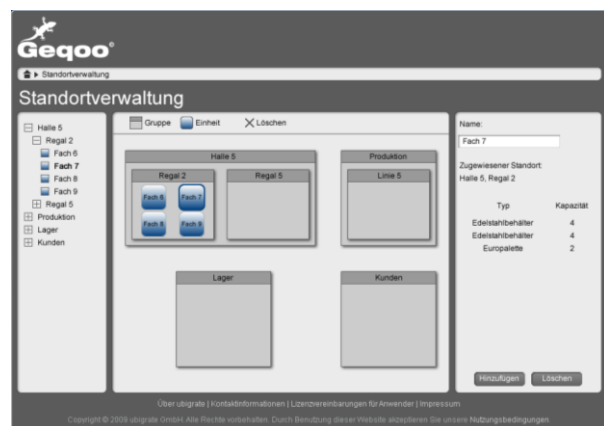 Geqoo
Standortverwaltung
Standortverwaltung
Halle 5
Regal 2
Fach 6
Fach 7
Fach 8
Fach 9
Regal 5
Produktion
Lager
Kunden
Gruppe Einheit Löschen
Halle 5
Regal 2 Regal 5
Fach 6 Fach 7
Fach 8 Fach 9
Produktion
Linie 5
Lager
Kunden
Name:
Fach 7
Zugewiesener Standort:
Halle 5, Regal 2
Typ Kapazität
Edelstahlbehälter 4
Edelstahlbehälter 4
Europalette 2
Hinzufügen Löschen
Über ubigrate | Kontaktinformationen | Lizenzvereinbarungen für Anwender | Impressum
Copyright © 2009 ubigrate GmbH. Alle Rechte vorbehalten. Durch Benutzung dieser Website akzeptieren Sie unsere Nutzungsbedingungen